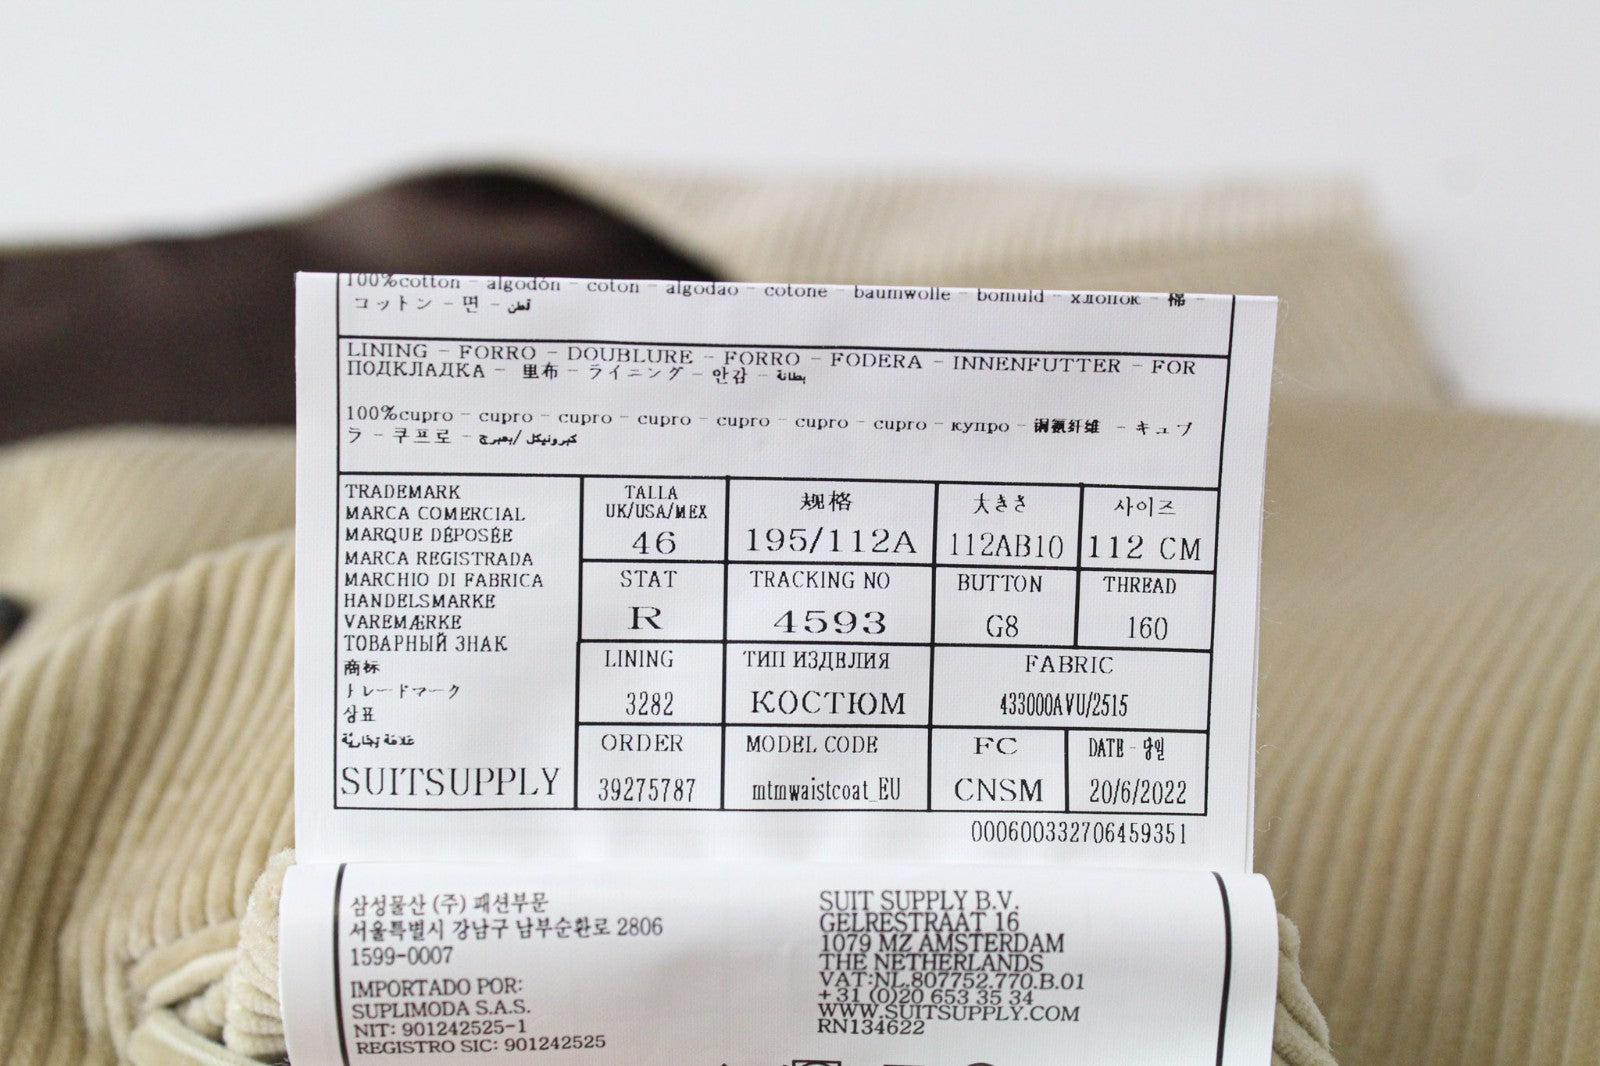 100%cotton - algodón - coton - algodao - cotone - baumwolle - bomuld - хлопок - 棉 -
コットン - 면 - قطن
LINING - FORRO - DOUBLURE - FORRO - FODERA - INNENFUTTER - FOR
ПОДКЛАДКА - 里布 - ライニング - 안감 - بطانة
100%cupro - cupro - cupro - cupro - cupro - cupro - cupro - купро - 铜氨纤维 - キュプ
ラ - 쿠프로 -
TRADEMARK
MARCA COMERCIAL
MARQUE DÉPOSÉE
MARCA REGISTRADA
MARCHIO DI FABRICA
HANDELSMARKE
VAREMÆRKE
ТОВАРНЫЙ ЗНАК
商标
トレードマーク
상표
علامة تجارية
SUITSUPPLY
TALLA
UK/USA/MEX
46
规格
195/112A
大きさ
112AB10
사이즈
112 CM
STAT
R
TRACKING NO
4593
BUTTON
G8
THREAD
160
LINING
3282
ТИП ИЗДЕЛИЯ
КОСТЮМ
FABRIC
433000AVU/2515
ORDER
39275787
MODEL CODE
mtmwaistcoat_EU
FC
CNSM
DATE - 당일
20/6/2022
000600332706459351
삼성물산 (주) 패션부문
서울특별시 강남구 남부순환로 2806
1599-0007
IMPORTADO POR:
SUPLIMODA S.A.S.
NIT: 901242525-1
REGISTRO SIC: 901242525
SUIT SUPPLY B.V.
GELRESTRAAT 16
1079 MZ AMSTERDAM
THE NETHERLANDS
VAT:NL.807752.770.B.01
+31 (0)20 653 35 34
WWW.SUITSUPPLY.COM
RN134622